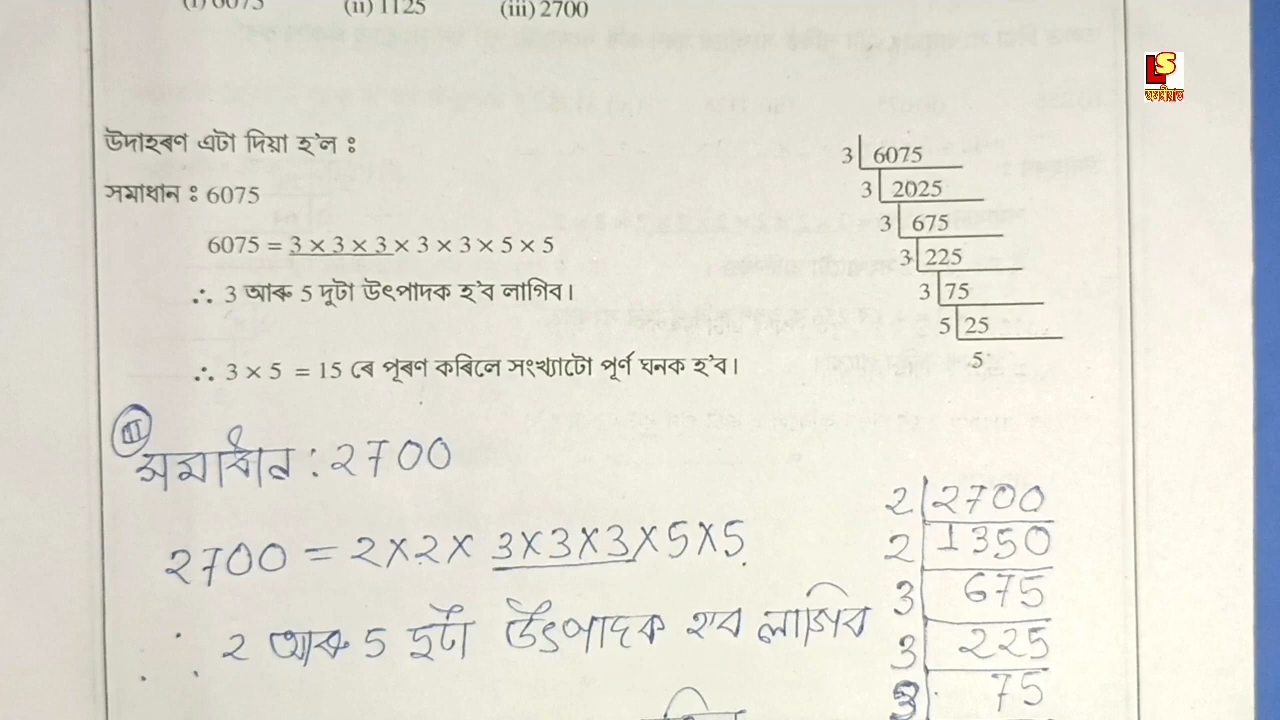 (i) 6075 (ii) 1125 (iii) 2700
LS
অসমীয়াত
উদাহৰণ এটা দিয়া হ'ল ঃ
সমাধান ঃ 6075
6075 = 3 × 3 × 3 × 3 × 3 × 5 × 5
∴ 3 আৰু 5 দুটা উৎপাদক হ'ব লাগিব।
∴ 3 × 5 = 15 ৰে পূৰণ কৰিলে সংখ্যাটো পূৰ্ণ ঘনক হ'ব।
3 6075
3 2025
3 675
3 225
3 75
5 25
5
(iii)
সমাধান : 2700
2700 = 2×2× 3×3×3×5×5
∴ 2 আৰু 5 দুটা উৎপাদক হ'ব লাগিব
2 2700
2 1350
3 675
3 225
3 75